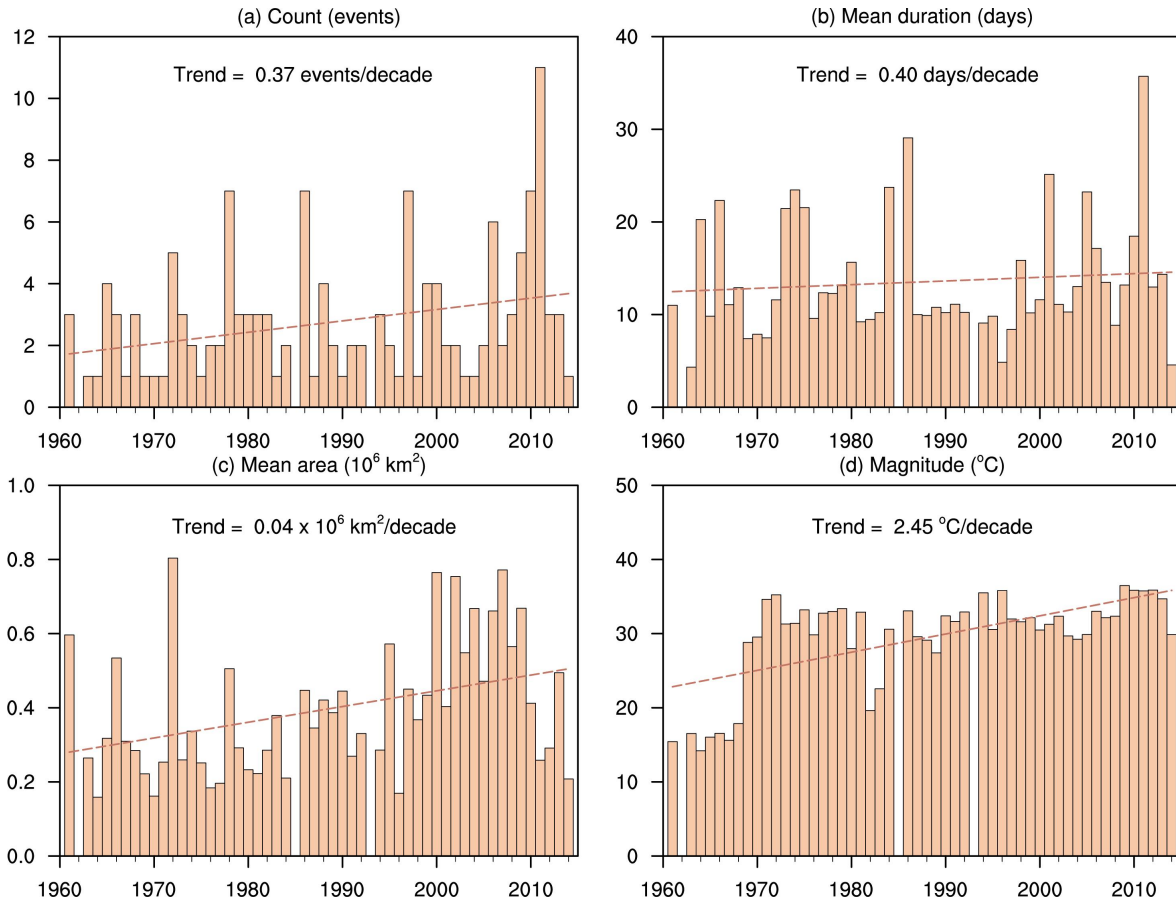 (a) Count (events)
Trend = 0.37 events/decade
12
10
8
6
4
2
0
1960 1970 1980 1990 2000 2010
(b) Mean duration (days)
Trend = 0.40 days/decade
40
30
20
10
0
1960 1970 1980 1990 2000 2010
(c) Mean area (10⁶ km²)
Trend = 0.04 x 10⁶ km²/decade
1.0
0.8
0.6
0.4
0.2
0.0
1960 1970 1980 1990 2000 2010
(d) Magnitude (°C)
Trend = 2.45 °C/decade
50
40
30
20
10
0
1960 1970 1980 1990 2000 2010